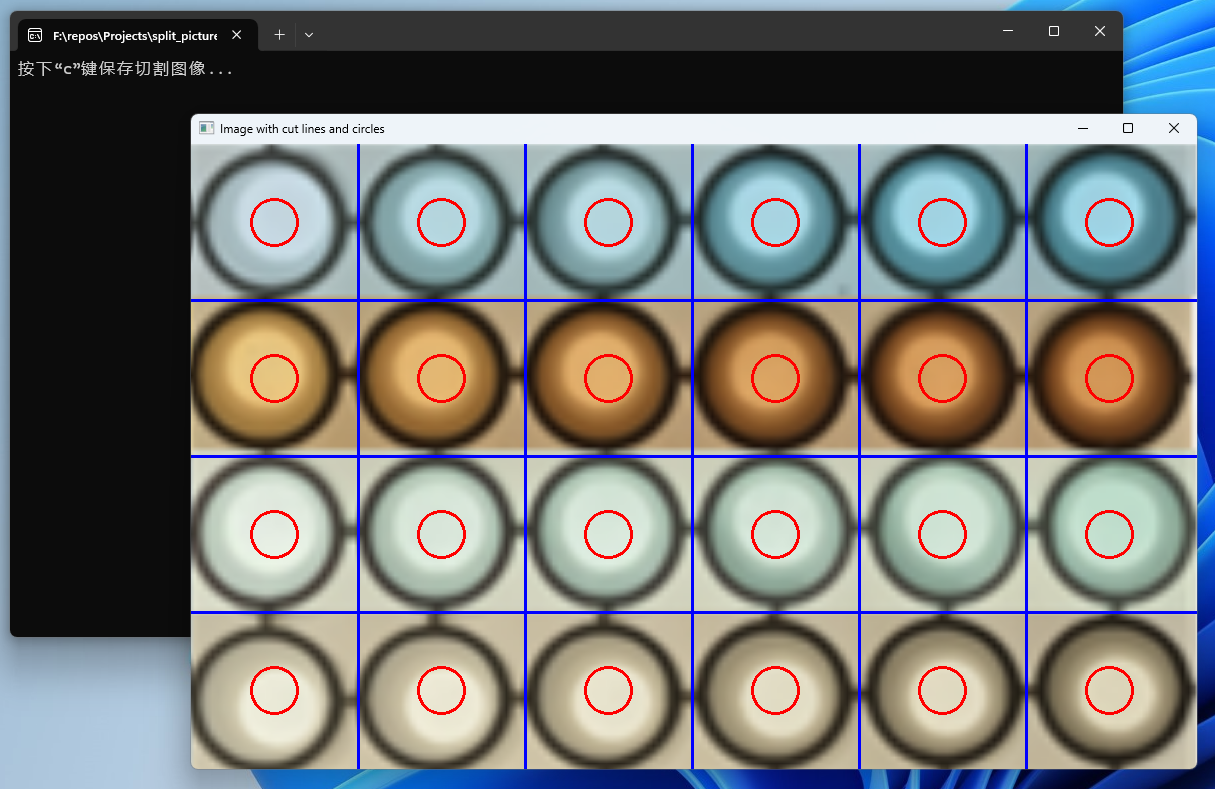 F:\repos\Projects\split_picture
按下“c”键保存切割图像...
Image with cut lines and circles